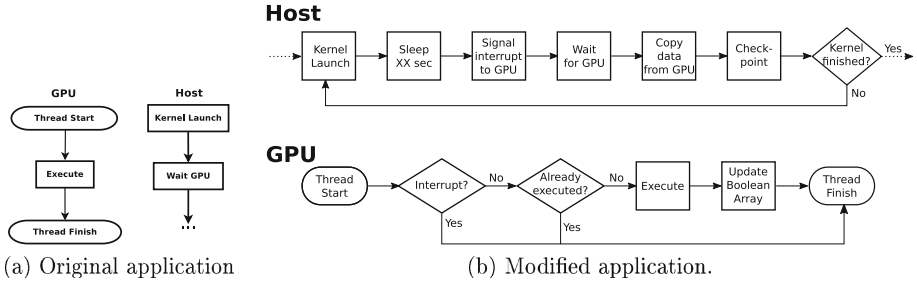 Host
Kernel
Launch
Sleep
XX sec
Signal
interrupt
to GPU
Wait
for GPU
Copy
data
from GPU
Check-
point
Kernel
finished?
Yes
No
GPU
Thread Start
Execute
Thread Finish
Host
Kernel Launch
Wait GPU
...
(a) Original application
GPU
Thread
Start
Interrupt?
No
Yes
Already
executed?
No
Yes
Execute
Update
Boolean
Array
Thread
Finish
(b) Modified application.